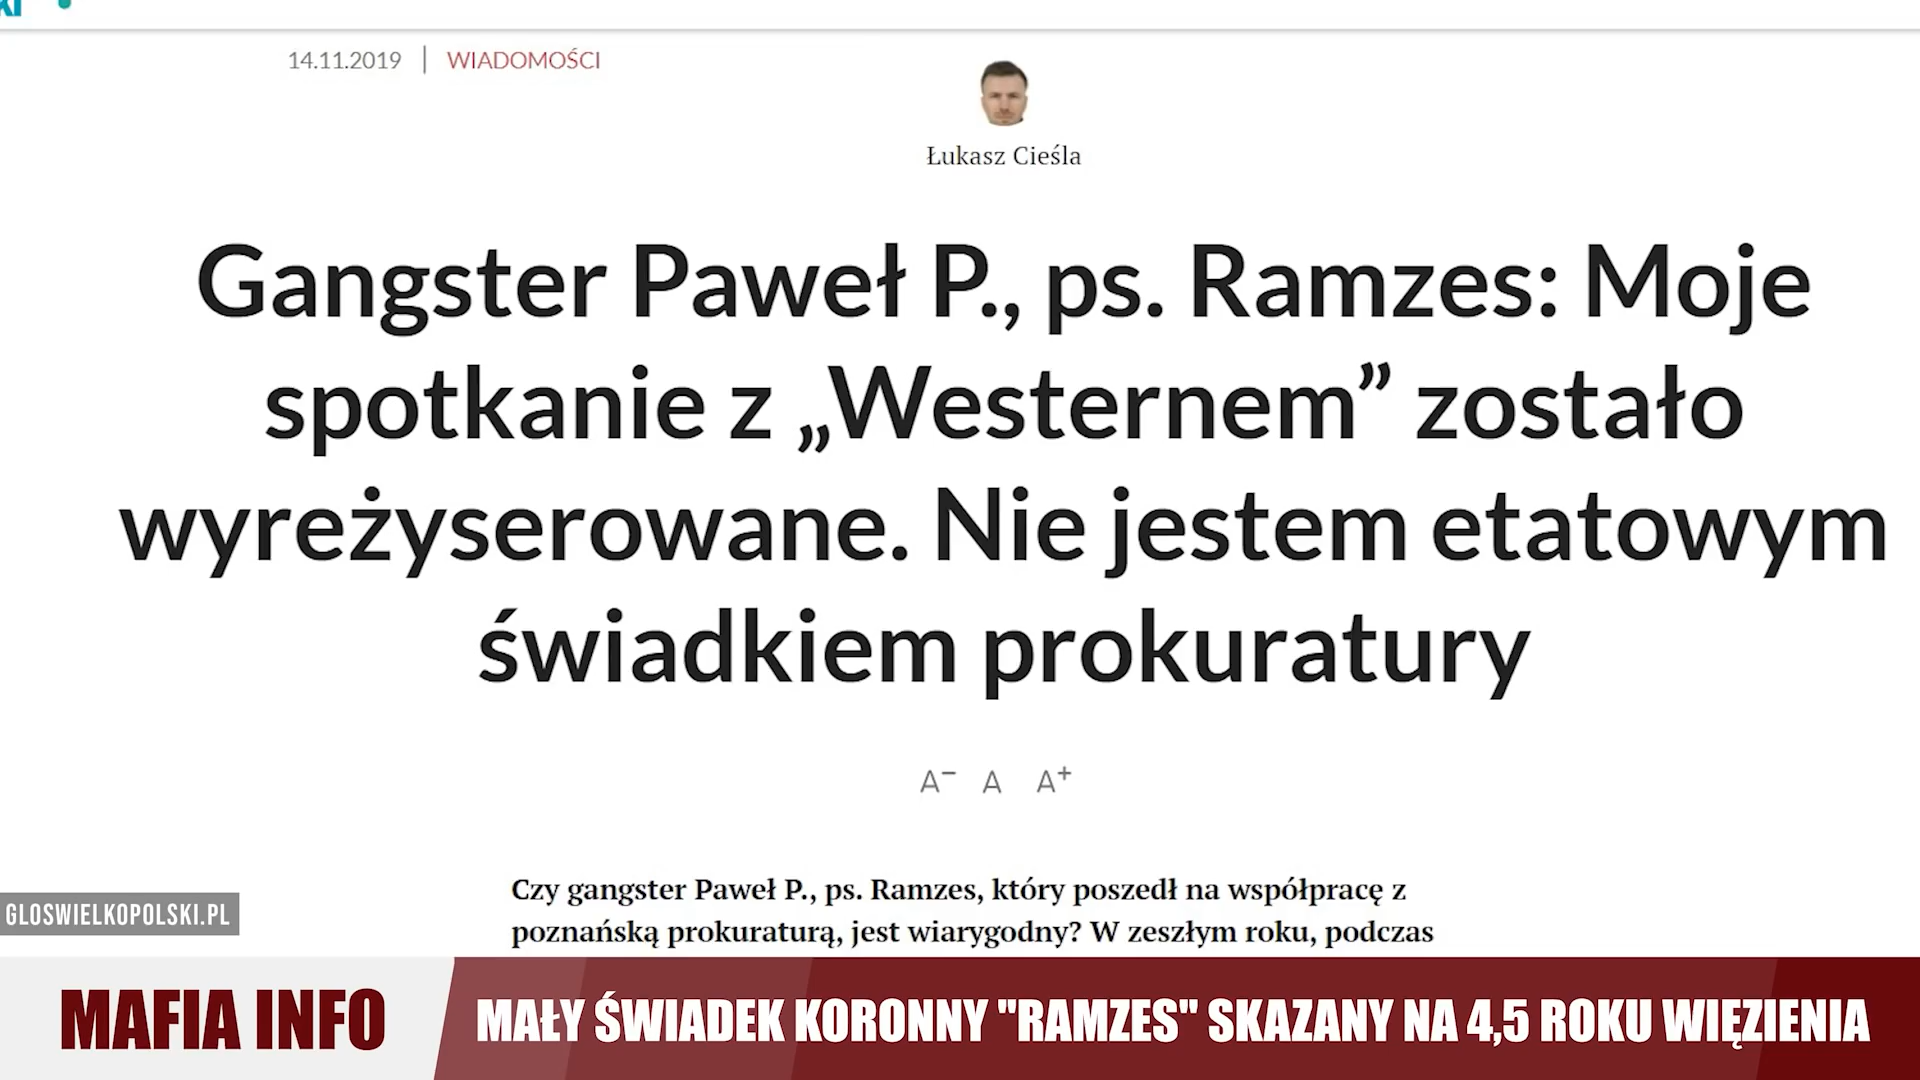 14.11.2019 | WIADOMOŚCI
Łukasz Cieśla
Gangster Paweł P., ps. Ramzes: Moje
spotkanie z „Westernem” zostało
wyreżyserowane. Nie jestem etatowym
świadkiem prokuratury
A− A A+
Czy gangster Paweł P., ps. Ramzes, który poszedł na współpracę z
poznańską prokuraturą, jest wiarygodny? W zeszłym roku, podczas
GLOSWIELKOPOLSKI.PL
MAFIA INFO
MAŁY ŚWIADEK KORONNY "RAMZES" SKAZANY NA 4,5 ROKU WIĘZIENIA